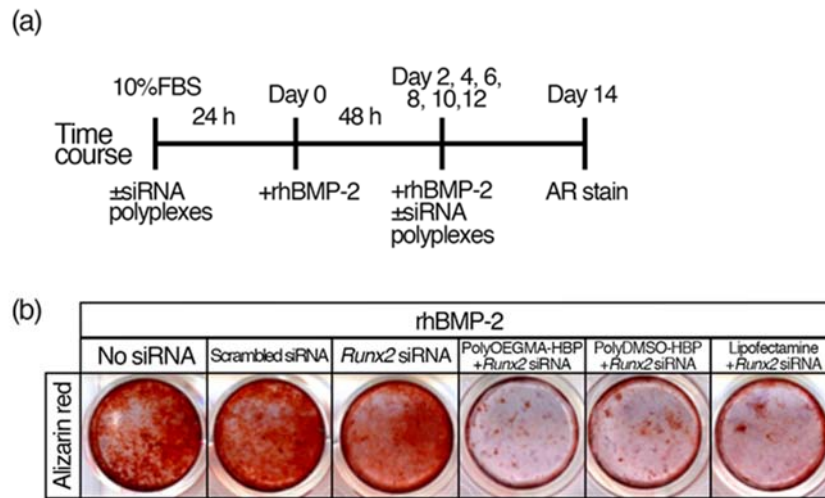 (a)
10%FBS
24 h
Day 0
48 h
Day 2, 4, 6,
8, 10,12
Day 14
Time
course
±siRNA
polyplexes
+rhBMP-2
+rhBMP-2
±siRNA
polyplexes
AR stain
(b)
rhBMP-2
No siRNA
Scrambled siRNA
Runx2 siRNA
PolyOEGMA-HBP
+Runx2 siRNA
PolyDMSO-HBP
+Runx2 siRNA
Lipofectamine
+Runx2 siRNA
Alizarin red